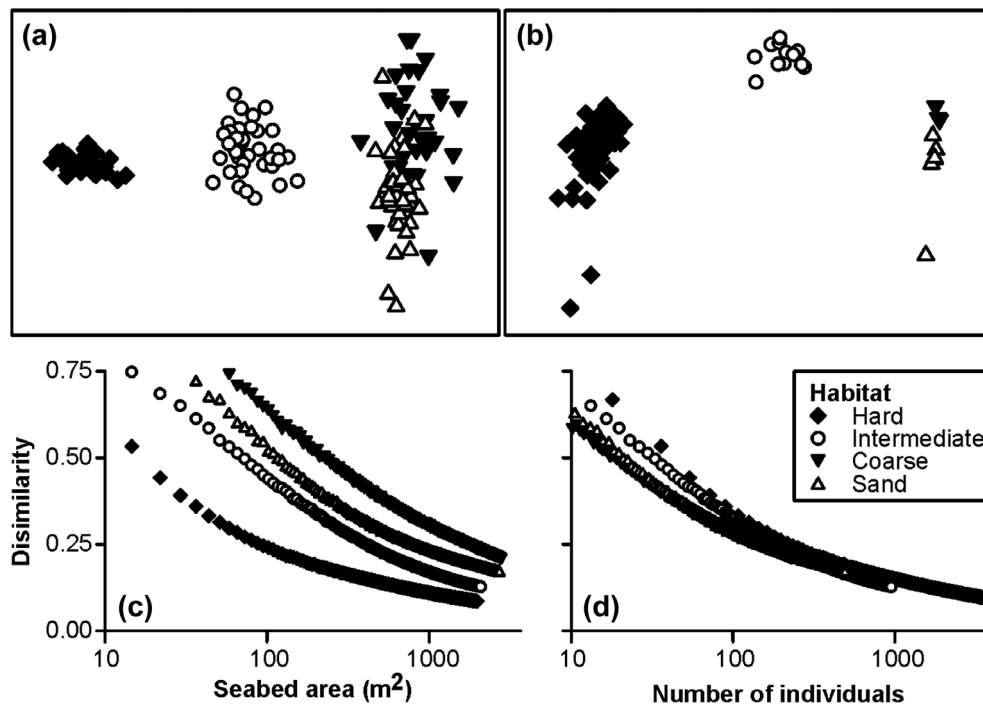 (a)
(b)
0.75
0.50
0.25
0.00
Disimilarity
(c)
10
100
1000
Seabed area (m²)
(d)
10
100
1000
Number of individuals
Habitat
Hard
Intermediate
Coarse
Sand